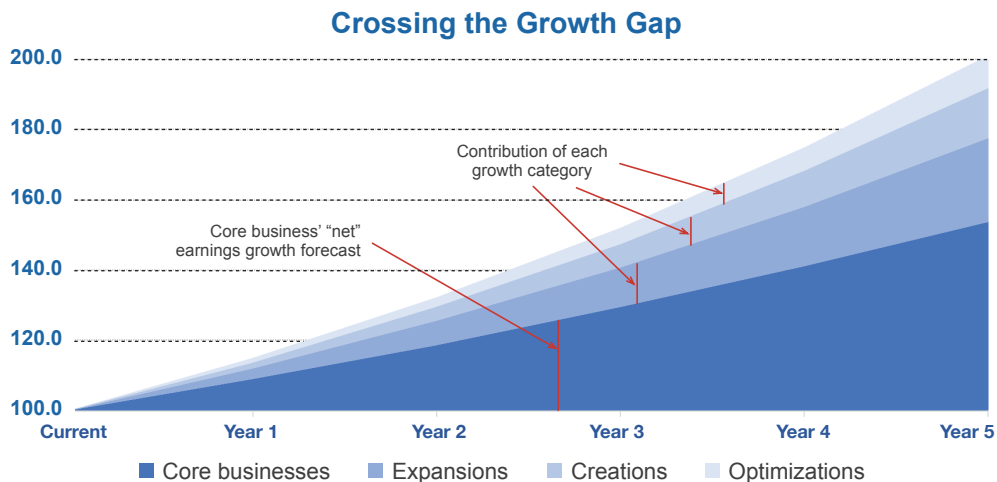 Crossing the Growth Gap
200.0
180.0
160.0
140.0
120.0
100.0
Contribution of each
growth category
Core business’ “net”
earnings growth forecast
Current Year 1 Year 2 Year 3 Year 4 Year 5
Core businesses Expansions Creations Optimizations